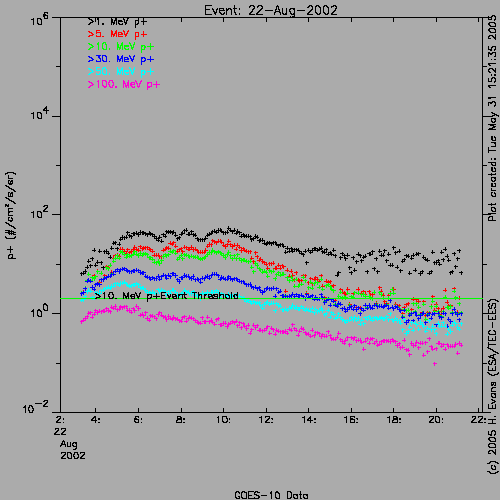 Event: 22-Aug-2002
>1. MeV p+
>5. MeV p+
>10. MeV p+
>30. MeV p+
>50. MeV p+
>100. MeV p+
10^6
10^4
10^2
10^0
10^-2
p+ (#/cm²/s/sr)
>10. MeV p+Event Threshold
2: 4: 6: 8: 10: 12: 14: 16: 18: 20: 22:
22
Aug
2002
GOES-10 Data
Plot created: Tue May 31 15:21:35 2005
(c) 2005 H. Evans (ESA/TEC-EES)